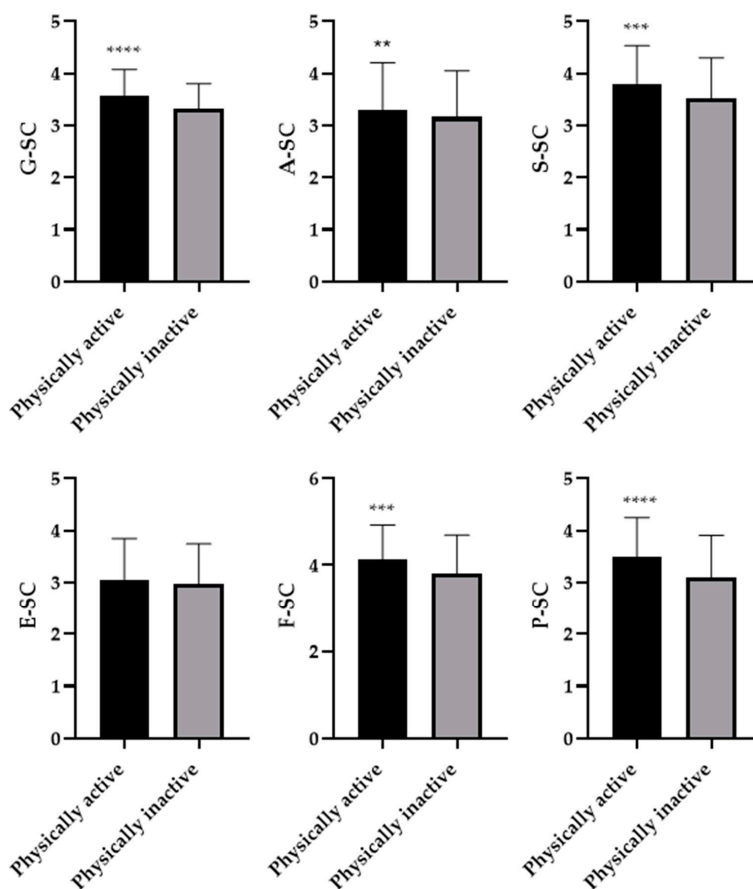 5
4
3
2
1
0
G-SC
****
Physically active
Physically inactive
5
4
3
2
1
0
A-SC
**
Physically active
Physically inactive
5
4
3
2
1
0
S-SC
***
Physically active
Physically inactive
5
4
3
2
1
0
E-SC
Physically active
Physically inactive
6
4
2
0
F-SC
***
Physically active
Physically inactive
5
4
3
2
1
0
P-SC
****
Physically active
Physically inactive